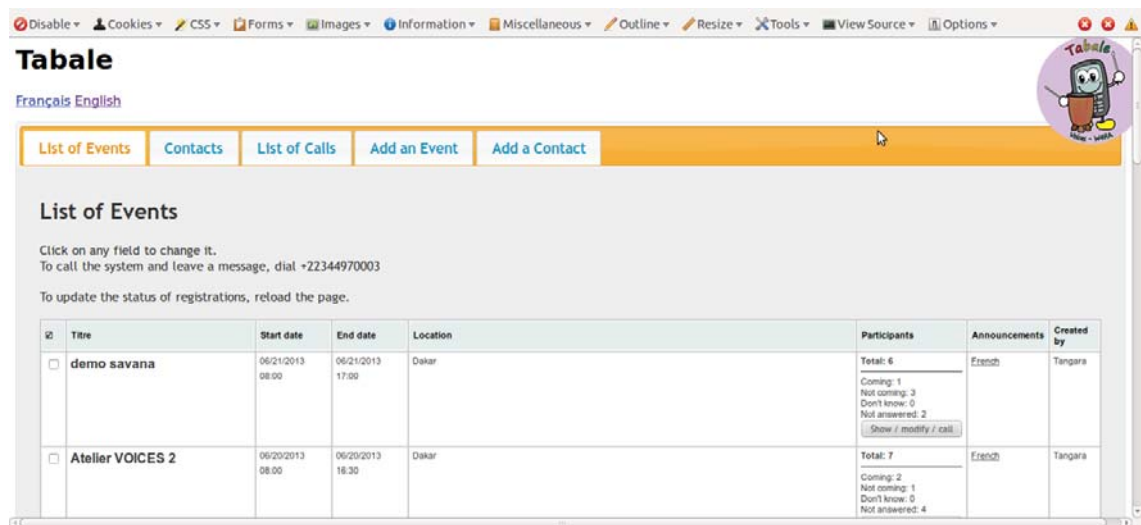 Disable Cookies CSS Forms Images Information Miscellaneous Outline Resize Tools View Source Options
Tabale
Tabale
Français English
List of Events Contacts List of Calls Add an Event Add a Contact
List of Events
Click on any field to change it.
To call the system and leave a message, dial +22344970003
To update the status of registrations, reload the page.
Titre Start date End date Location Participants Announcements Created by
demo savana 06/21/2013 06/21/2013 Dakar Total: 6 French Tangara
08:00 17:00
Coming: 1
Not coming: 3
Don't know: 0
Not answered: 2
Show / modify / call
Atelier VOICES 2 06/20/2013 06/20/2013 Dakar Total: 7 French Tangara
08:00 16:30
Coming: 2
Not coming: 1
Don't know: 0
Not answered: 4